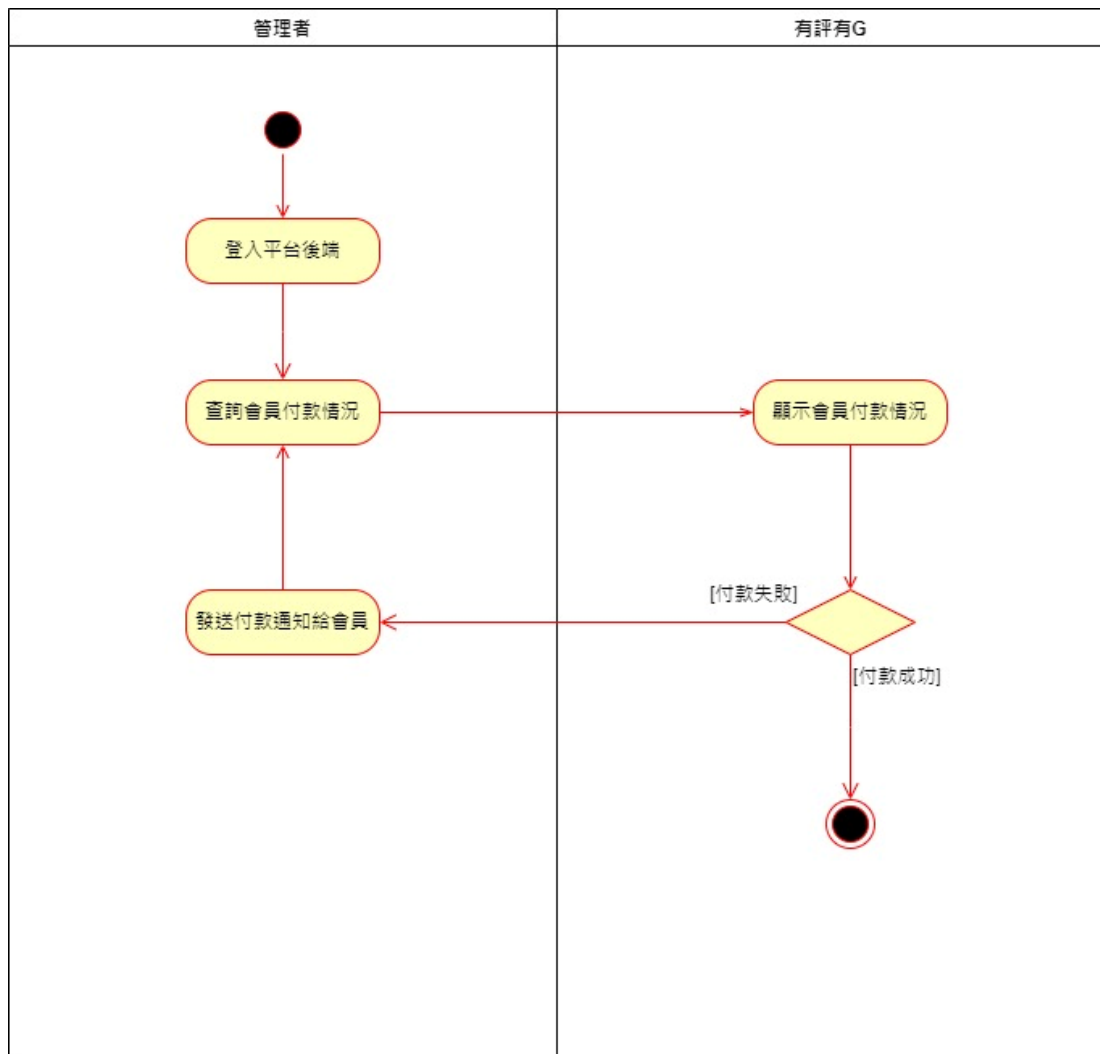 管理者
有評有G
登入平台後端
查詢會員付款情況
顯示會員付款情況
[付款失敗]
發送付款通知給會員
[付款成功]